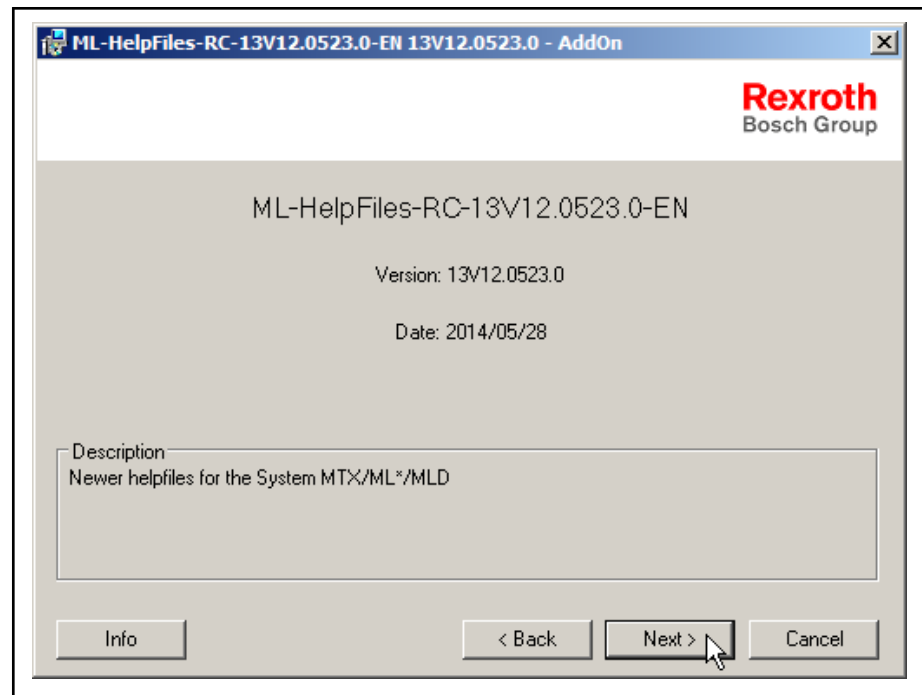 ML-HelpFiles-RC-13V12.0523.0-EN 13V12.0523.0 - AddOn
Rexroth
Bosch Group
ML-HelpFiles-RC-13V12.0523.0-EN
Version: 13V12.0523.0
Date: 2014/05/28
Description
Newer helpfiles for the System MTX/ML*/MLD
Info
< Back
Next >
Cancel